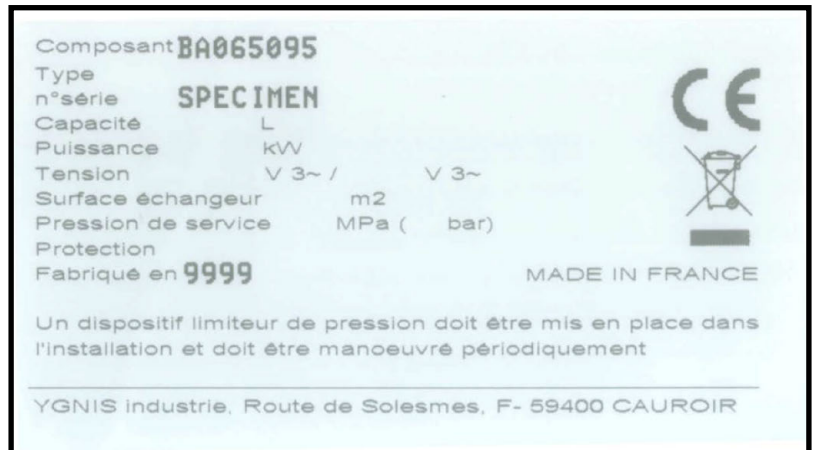 Composant BA065095
Type
n°série SPECIMEN
Capacité L
Puissance kW
Tension V 3~ / V 3~
Surface échangeur m2
Pression de service MPa ( bar)
Protection
Fabriqué en 9999
MADE IN FRANCE
Un dispositif limiteur de pression doit être mis en place dans
l'installation et doit être manoeuvré périodiquement
YGNIS industrie, Route de Solesmes, F- 59400 CAUROIR
CE